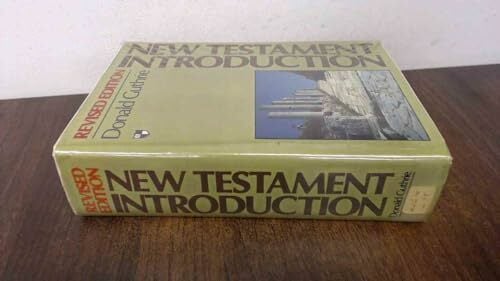 NEW TESTAMENT
INTRODUCTION
REVISED EDITION
Donald Guthrie
REVISED
EDITION
NEW TESTAMENT
INTRODUCTION
Donald Guthrie